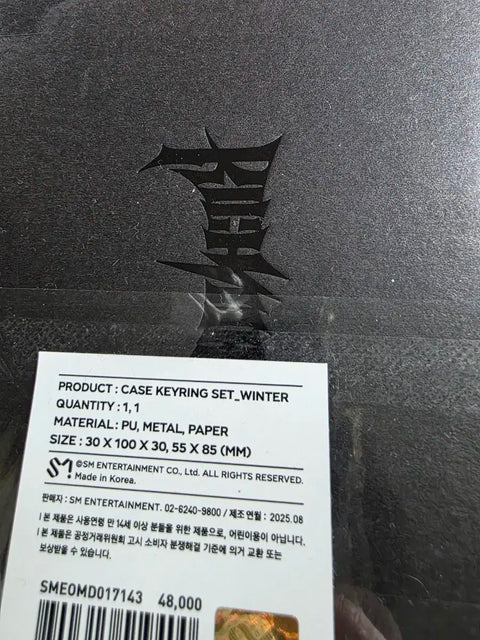 PRODUCT : CASE KEYRING SET_WINTER
QUANTITY : 1, 1
MATERIAL : PU, METAL, PAPER
SIZE : 30 X 100 X 30, 55 X 85 (MM)
SM ©SM ENTERTAINMENT CO., Ltd. ALL RIGHTS RESERVED.
Made in Korea.
판매자 : SM ENTERTAINMENT. 02-6240-9800 / 제조 연월 : 2025.08
본 제품은 사용연령 만 14세 이상 분들을 위한 제품으로, 어린이용이 아닙니다.
본 제품은 공정거래위원회 고시 소비자 분쟁해결 기준에 의거 교환 또는
보상받을 수 있습니다.
SMEOMD017143 48,000